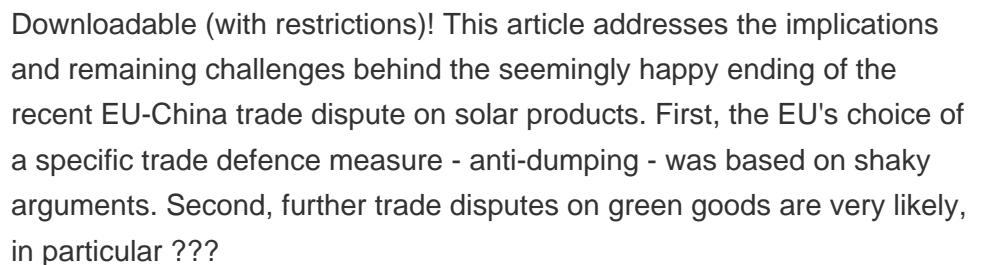 Downloadable (with restrictions)! This article addresses the implications
and remaining challenges behind the seemingly happy ending of the
recent EU-China trade dispute on solar products. First, the EU's choice of
a specific trade defence measure - anti-dumping - was based on shaky
arguments. Second, further trade disputes on green goods are very likely,
in particular ???